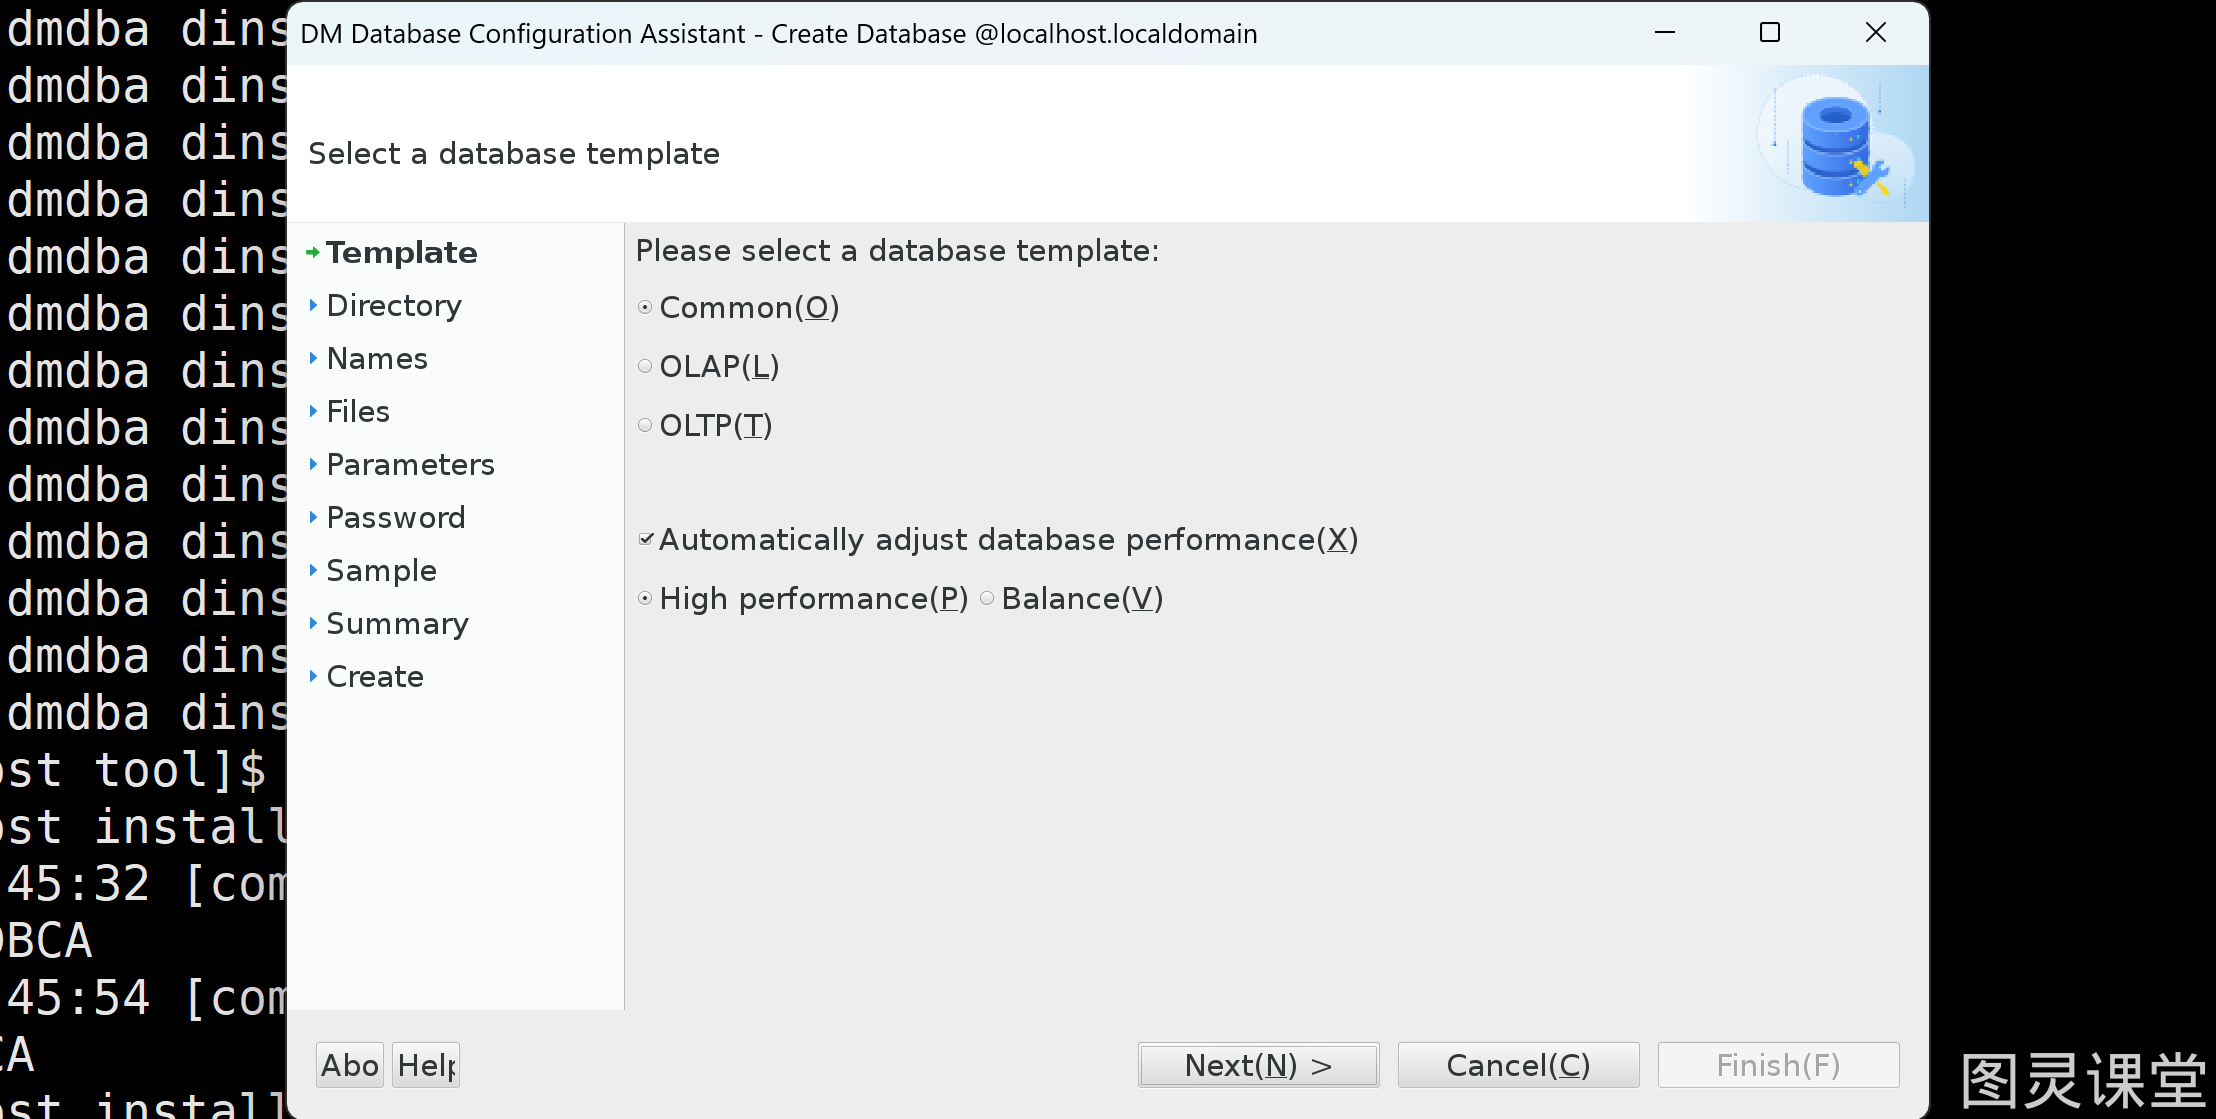 DM Database Configuration Assistant - Create Database @localhost.localdomain
Select a database template
Template
Directory
Names
Files
Parameters
Password
Sample
Summary
Create
Please select a database template:
Common(O)
OLAP(L)
OLTP(T)
Automatically adjust database performance(X)
High performance(P) Balance(V)
Abo Help Next(N) > Cancel(C) Finish(F)
dmdba dins
dmdba dins
dmdba dins
dmdba dins
dmdba dins
dmdba dins
dmdba dins
dmdba dins
dmdba dins
dmdba dins
dmdba dins
dmdba dins
dmdba dins
ost tool]$
ost install
45:32 [com
DBCA
45:54 [com
CA
ost install
图灵课堂